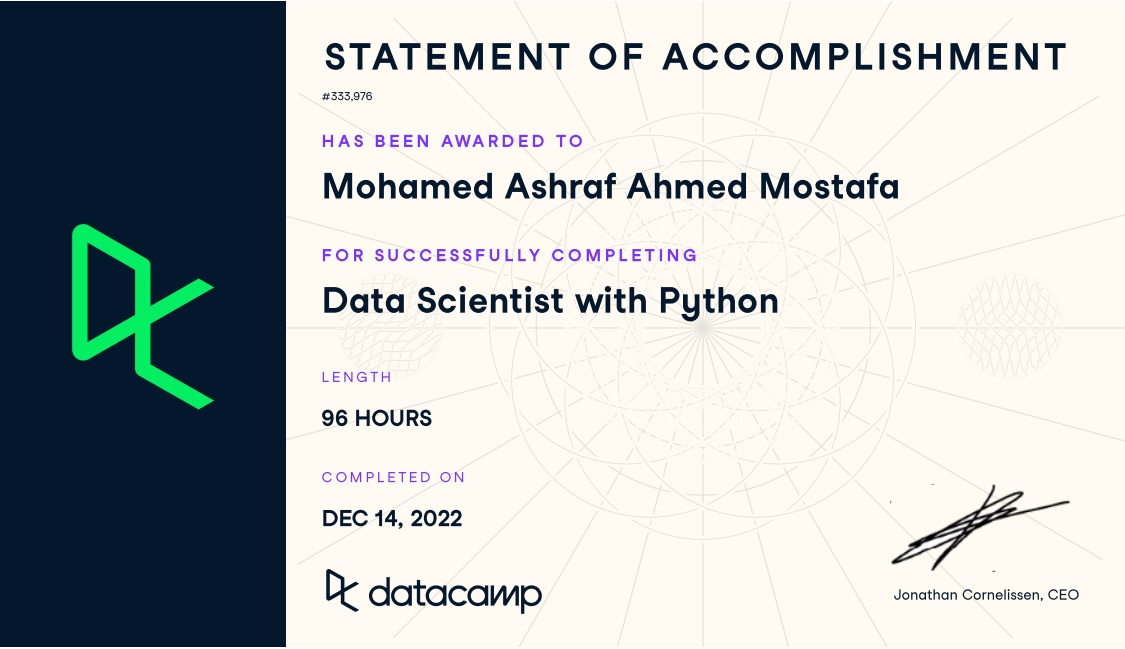 STATEMENT OF ACCOMPLISHMENT
#333,976
HAS BEEN AWARDED TO
Mohamed Ashraf Ahmed Mostafa
FOR SUCCESSFULLY COMPLETING
Data Scientist with Python
LENGTH
96 HOURS
COMPLETED ON
DEC 14, 2022
datacamp
Jonathan Cornelissen, CEO